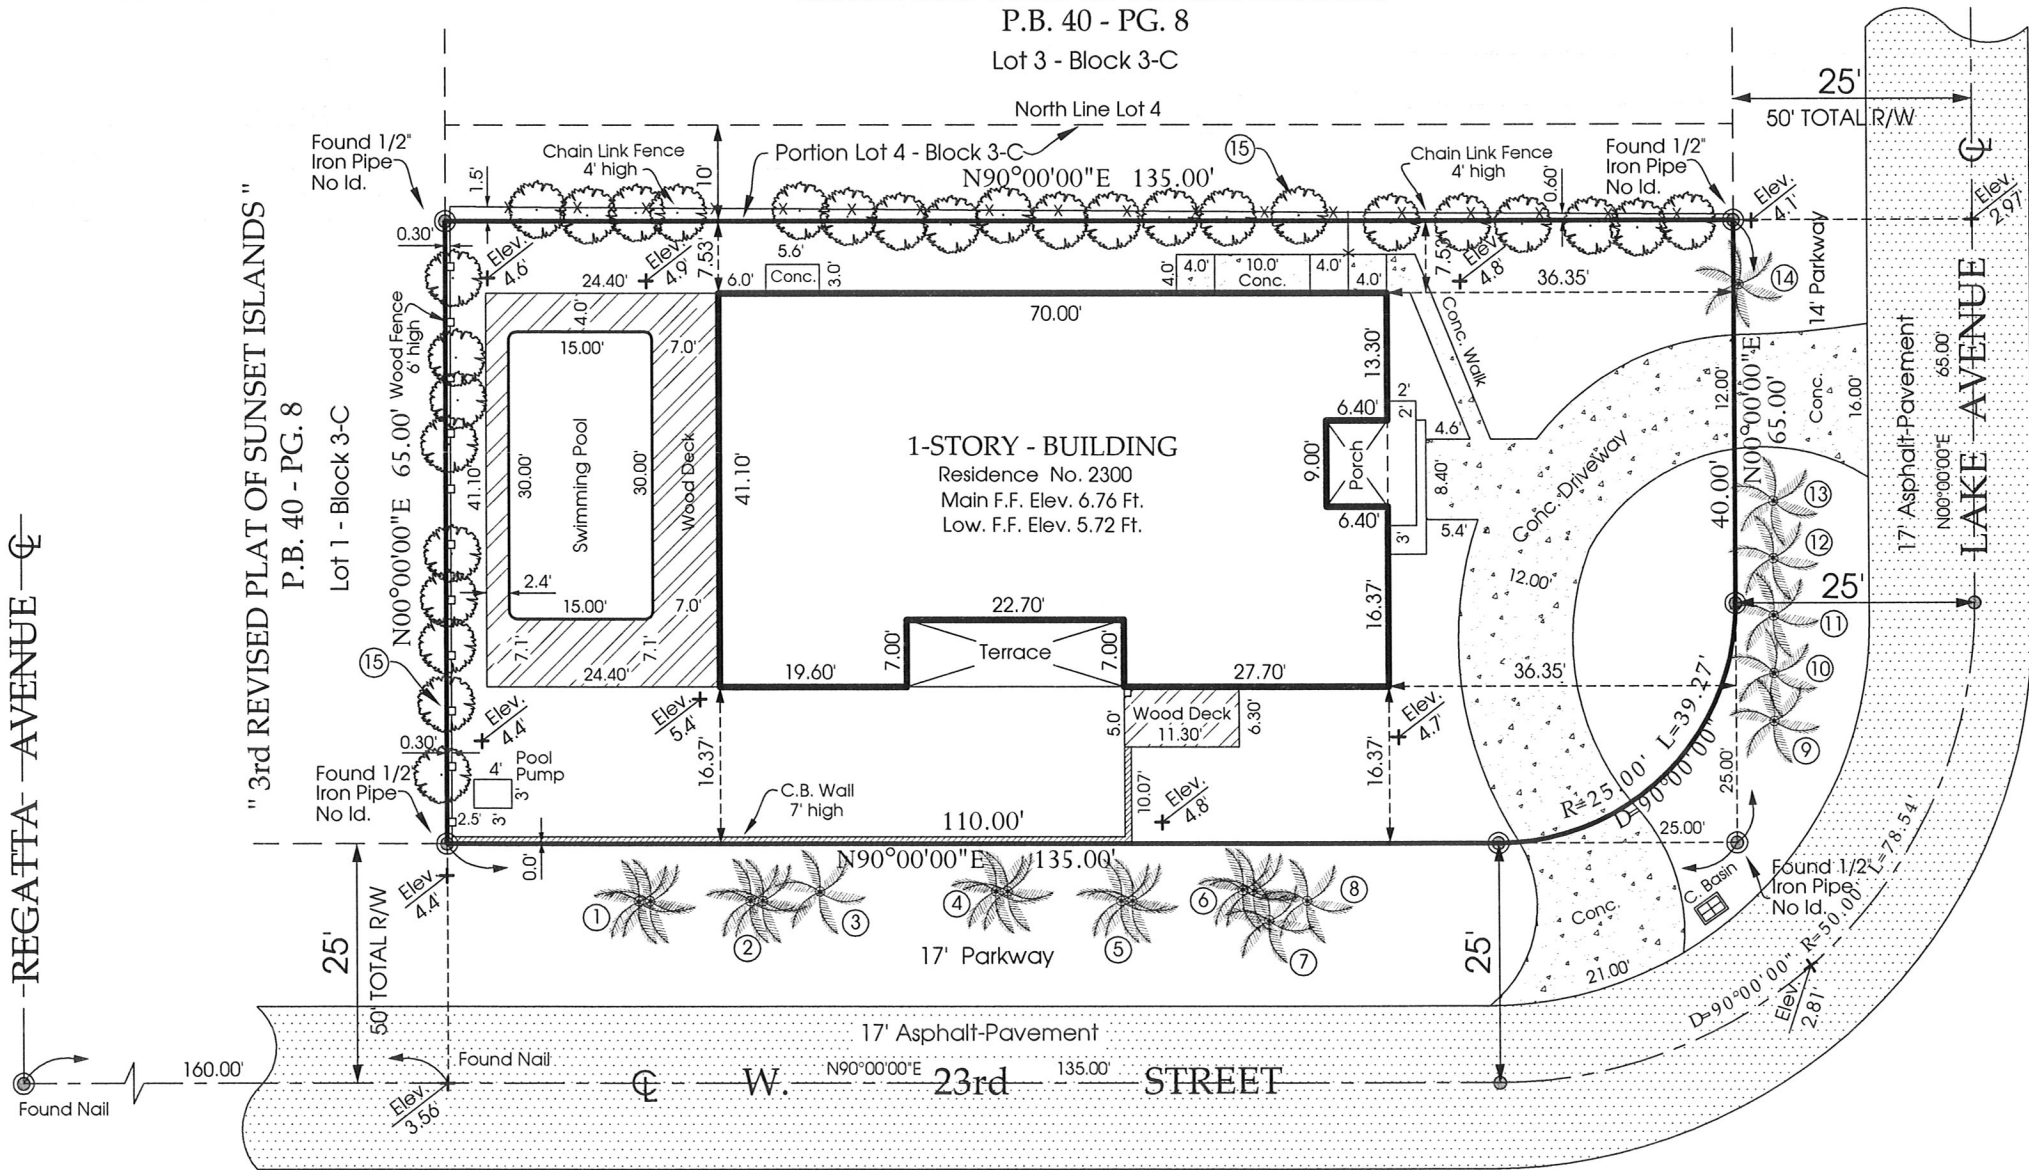 P.B. 40 - PG. 8
Lot 3 - Block 3-C
25'
50' TOTAL R/W
North Line Lot 4
Found 1/2"
Iron Pipe
No Id.
1.5'
Chain Link Fence
4' high
10'
Portion Lot 4 - Block 3-C
N90°00'00"E 135.00'
15
Chain Link Fence
4' high
0.60'
Found 1/2"
Iron Pipe
No Id.
Elev.
4.1'
Elev.
2.97'
℄
0.30'
Elev.
4.6'
Elev.
4.9'
7.53'
5.6'
24.40'
6.0'
Conc.
3.0'
4.0'
4.0'
10.0'
4.0'
Conc.
4.0'
7.53'
Elev.
4.8'
36.35'
14
14' Parkway
"3rd REVISED PLAT OF SUNSET ISLANDS"
P.B. 40 - PG. 8
Lot 1 - Block 3-C
N00°00'00"E 65.00'
Wood Fence
6' high
41.10'
4.0'
15.00'
7.0'
30.00'
Swimming Pool
30.00'
Wood Deck
41.10'
2.4'
15.00'
7.0'
7.1'
7.1'
24.40'
70.00'
13.30'
Conc. Walk
1-STORY - BUILDING
Residence No. 2300
Main F.F. Elev. 6.76 Ft.
Low. F.F. Elev. 5.72 Ft.
2'
6.40'
2'
9.00'
Porch
4.6'
8.40'
6.40'
3'
5.4'
Conc. Driveway
12.00'
12.00'
N00°00'00"E
65.00'
40.00'
Conc.
16.00'
17' Asphalt-Pavement
N00°00'00"E
65.00'
LAKE AVENUE
13
12
11
10
9
25'
22.70'
7.00'
Terrace
7.00'
19.60'
27.70'
16.37'
36.35'
15
Elev.
4.4'
Elev.
5.4'
16.37'
5.0'
Wood Deck
11.30'
6.30'
16.37'
Elev.
4.7'
R=25.00' L=39.27'
D=90°00'00"
25.00'
25.00'
0.30'
Found 1/2"
Iron Pipe
No Id.
4'
Pool
Pump
3'
2.5'
3'
C.B. Wall
7' high
10.07'
Elev.
4.8'
110.00'
N90°00'00"E 135.00'
0.0'
Elev.
4.4'
1
2
3
4
5
6
7
8
17' Parkway
25'
Conc.
21.00'
C. Basin
Found 1/2"
Iron Pipe
No Id.
D=90°00'00" R=50.00' L=78.54'
Elev.
2.81'
REGATTA AVENUE ℄
25'
50' TOTAL R/W
17' Asphalt-Pavement
160.00'
Found Nail
Found Nail
Elev.
3.56'
℄ W. 23rd STREET
N90°00'00"E 135.00'